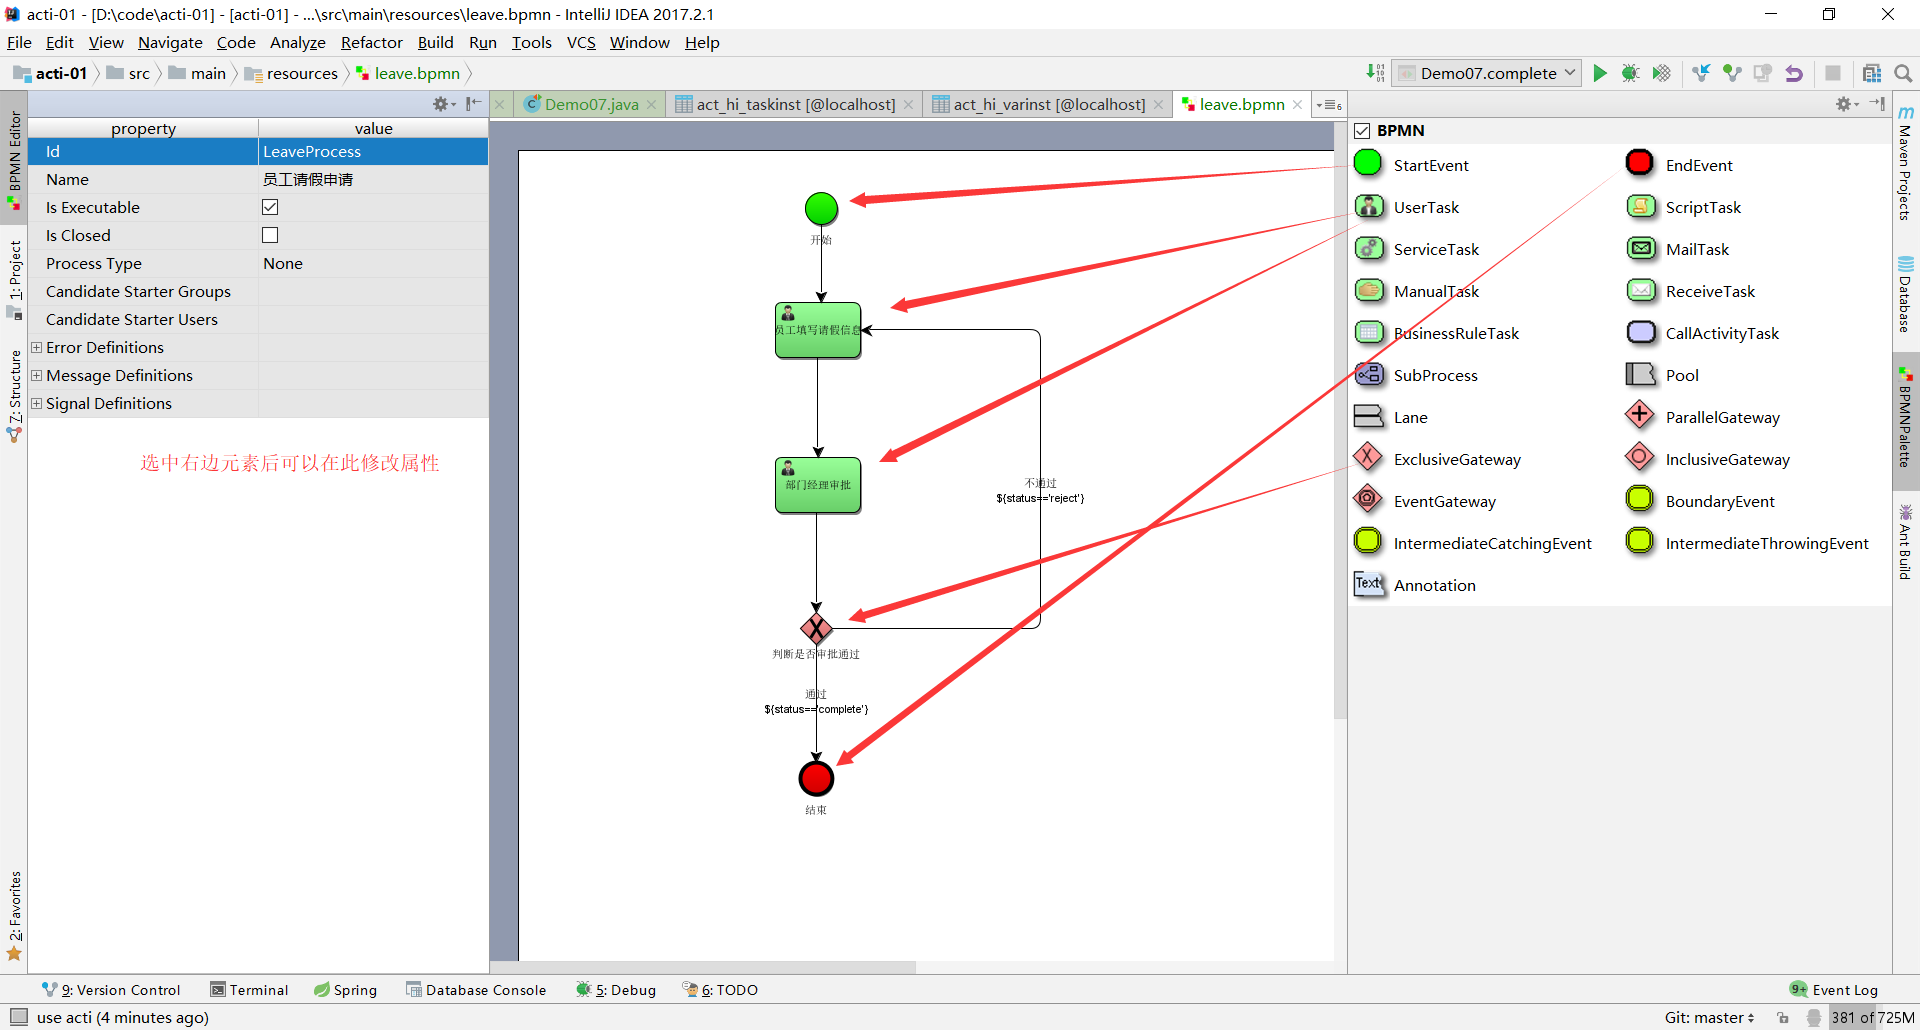 acti-01 - [D:\code\acti-01] - [acti-01] - ...\src\main\resources\leave.bpmn - IntelliJ IDEA 2017.2.1
File Edit View Navigate Code Analyze Refactor Build Run Tools VCS Window Help
acti-01 src main resources leave.bpmn
Demo07.complete
Demo07.java act_hi_taskinst [@localhost] act_hi_varinst [@localhost] leave.bpmn 6
BPMN Editor
1: Project
7: Structure
2: Favorites
property value
Id LeaveProcess
Name 员工请假申请
Is Executable
Is Closed
Process Type None
Candidate Starter Groups
Candidate Starter Users
Error Definitions
Message Definitions
Signal Definitions
选中右边元素后可以在此修改属性
开始
员工填写请假信息
部门经理审批
不通过
${status=='reject'}
判断是否审批通过
通过
${status=='complete'}
结束
BPMN
StartEvent EndEvent
UserTask ScriptTask
ServiceTask MailTask
ManualTask ReceiveTask
BusinessRuleTask CallActivityTask
SubProcess Pool
Lane ParallelGateway
ExclusiveGateway InclusiveGateway
EventGateway BoundaryEvent
IntermediateCatchingEvent IntermediateThrowingEvent
Text Annotation
Maven Projects
Database
BPMNPalette
Ant Build
9: Version Control Terminal Spring Database Console 5: Debug 6: TODO 9+ Event Log
use acti (4 minutes ago) Git: master 381 of 725M